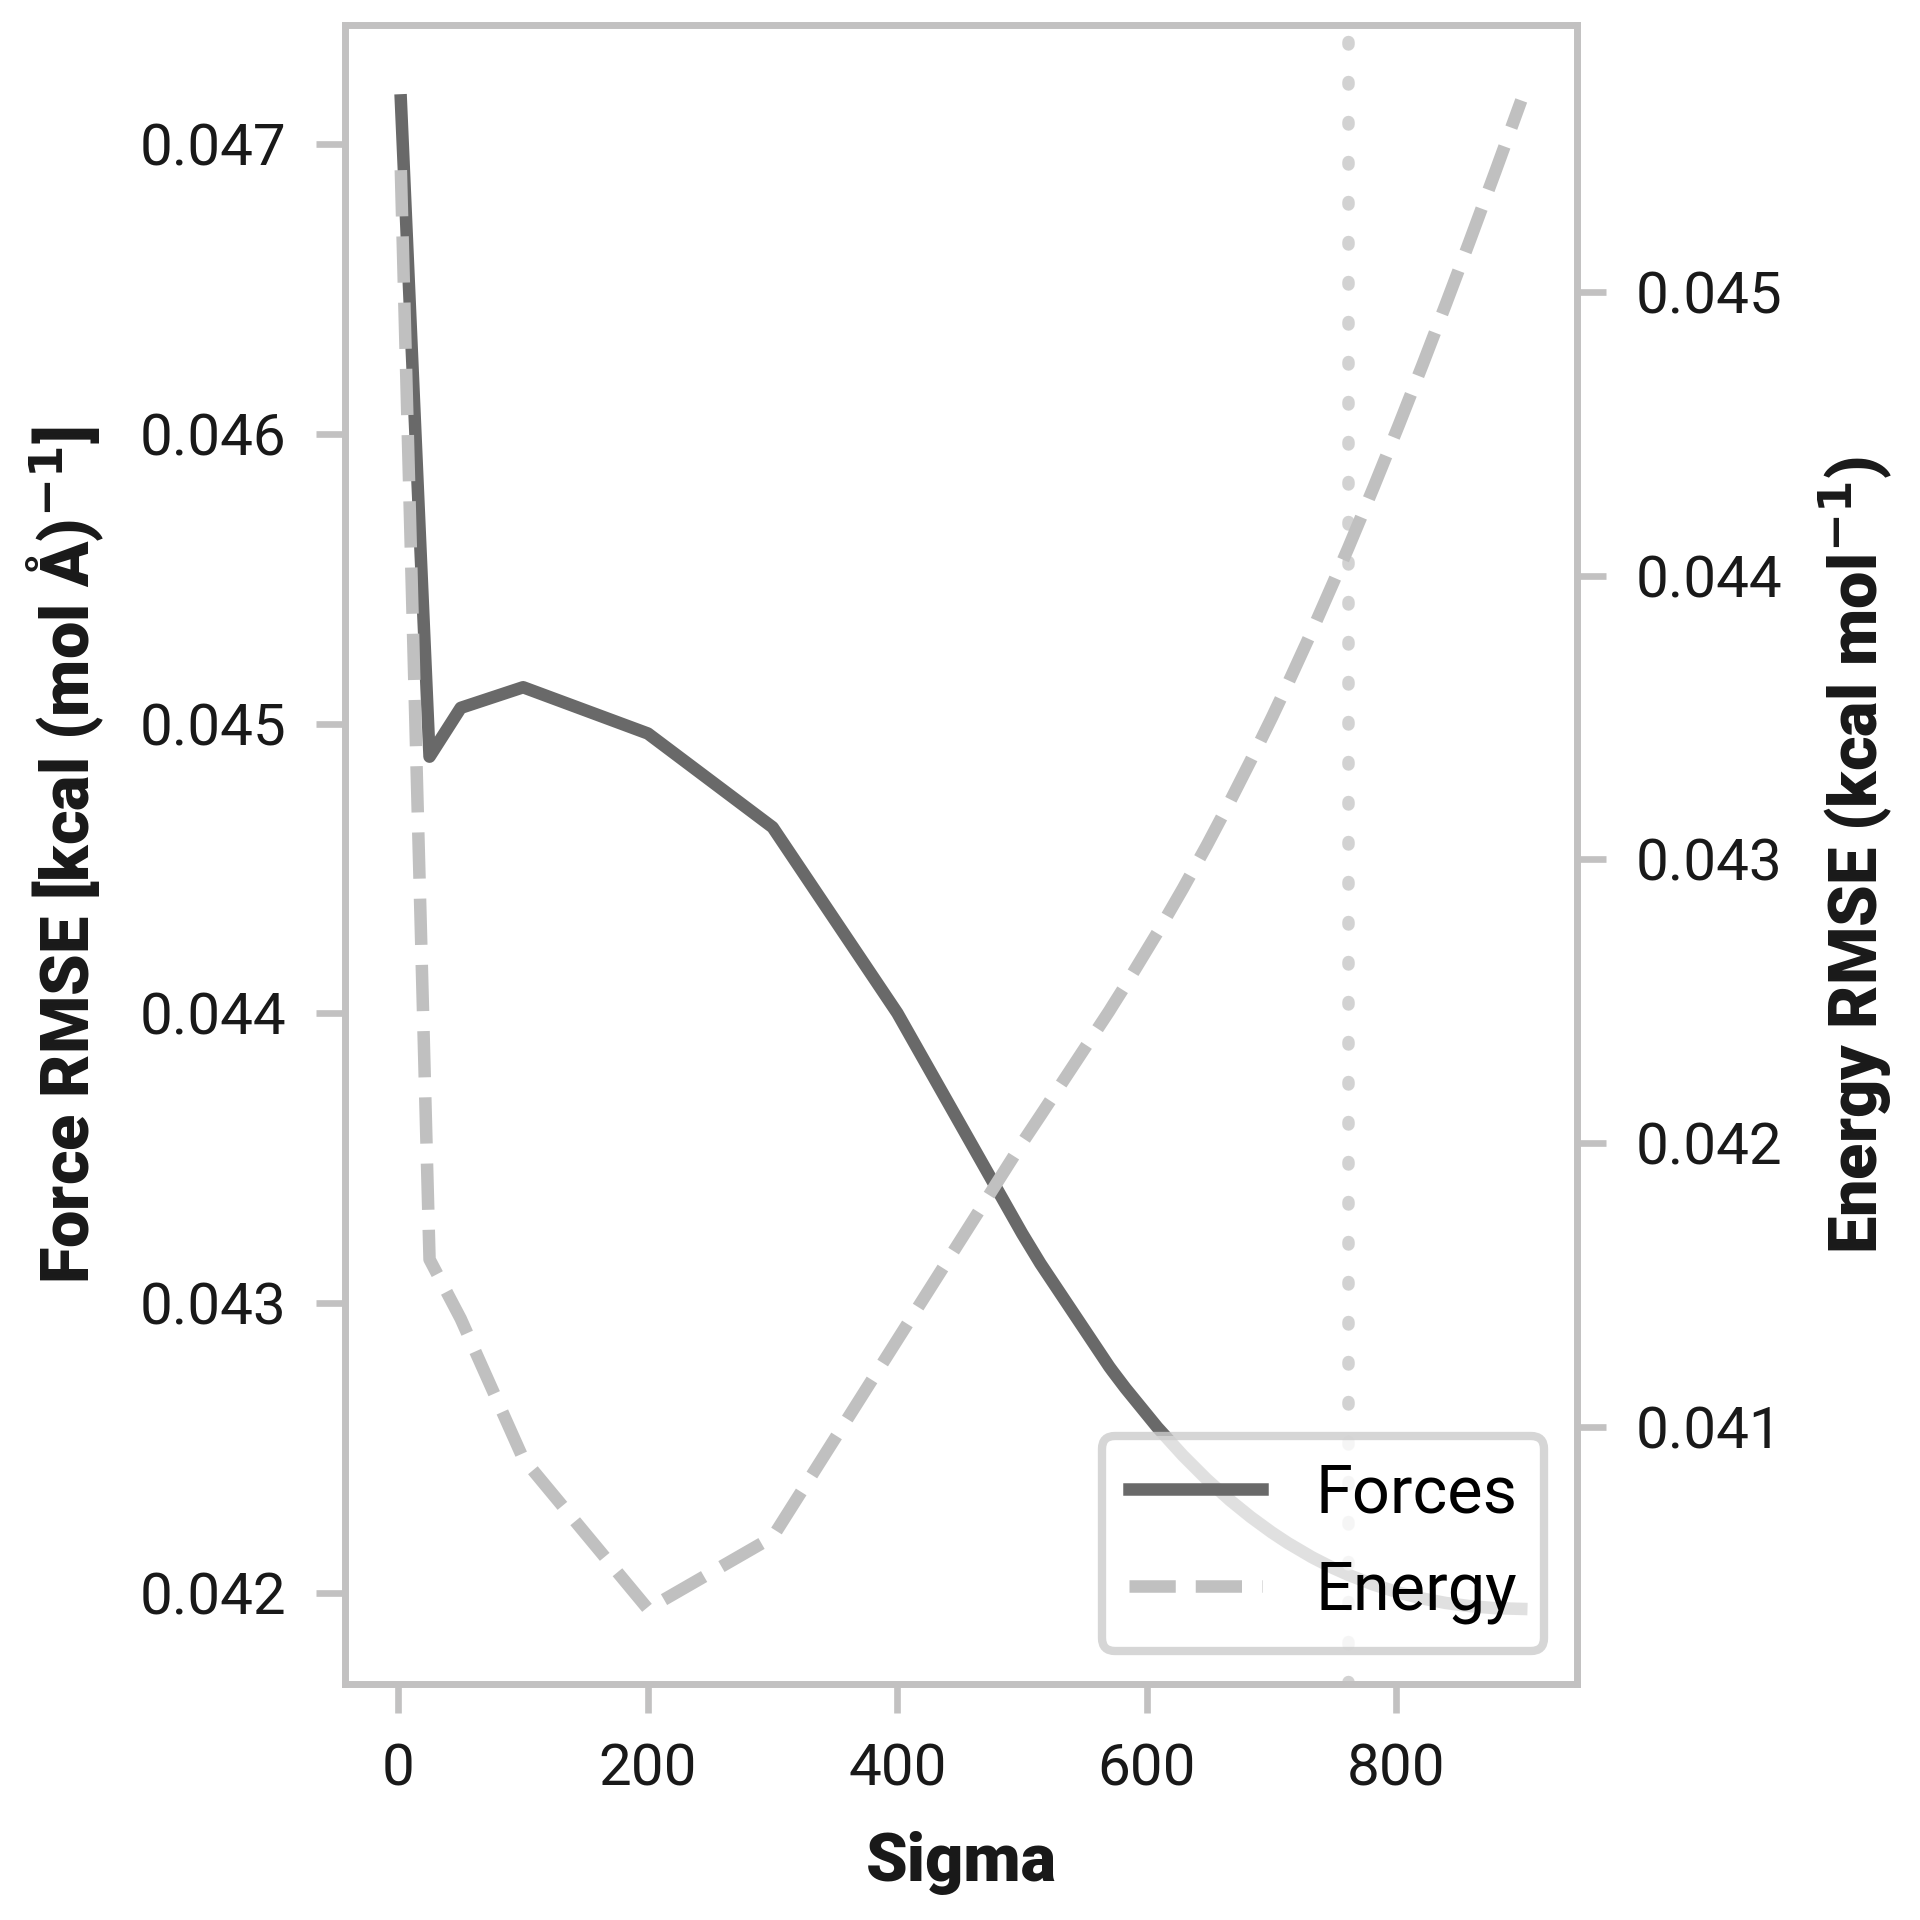 0.047
0.046
0.045
0.044
0.043
0.042
Force RMSE [kcal (mol Å)⁻¹]
0.045
0.044
0.043
0.042
0.041
Energy RMSE (kcal mol⁻¹)
Forces
Energy
0 200 400 600 800
Sigma